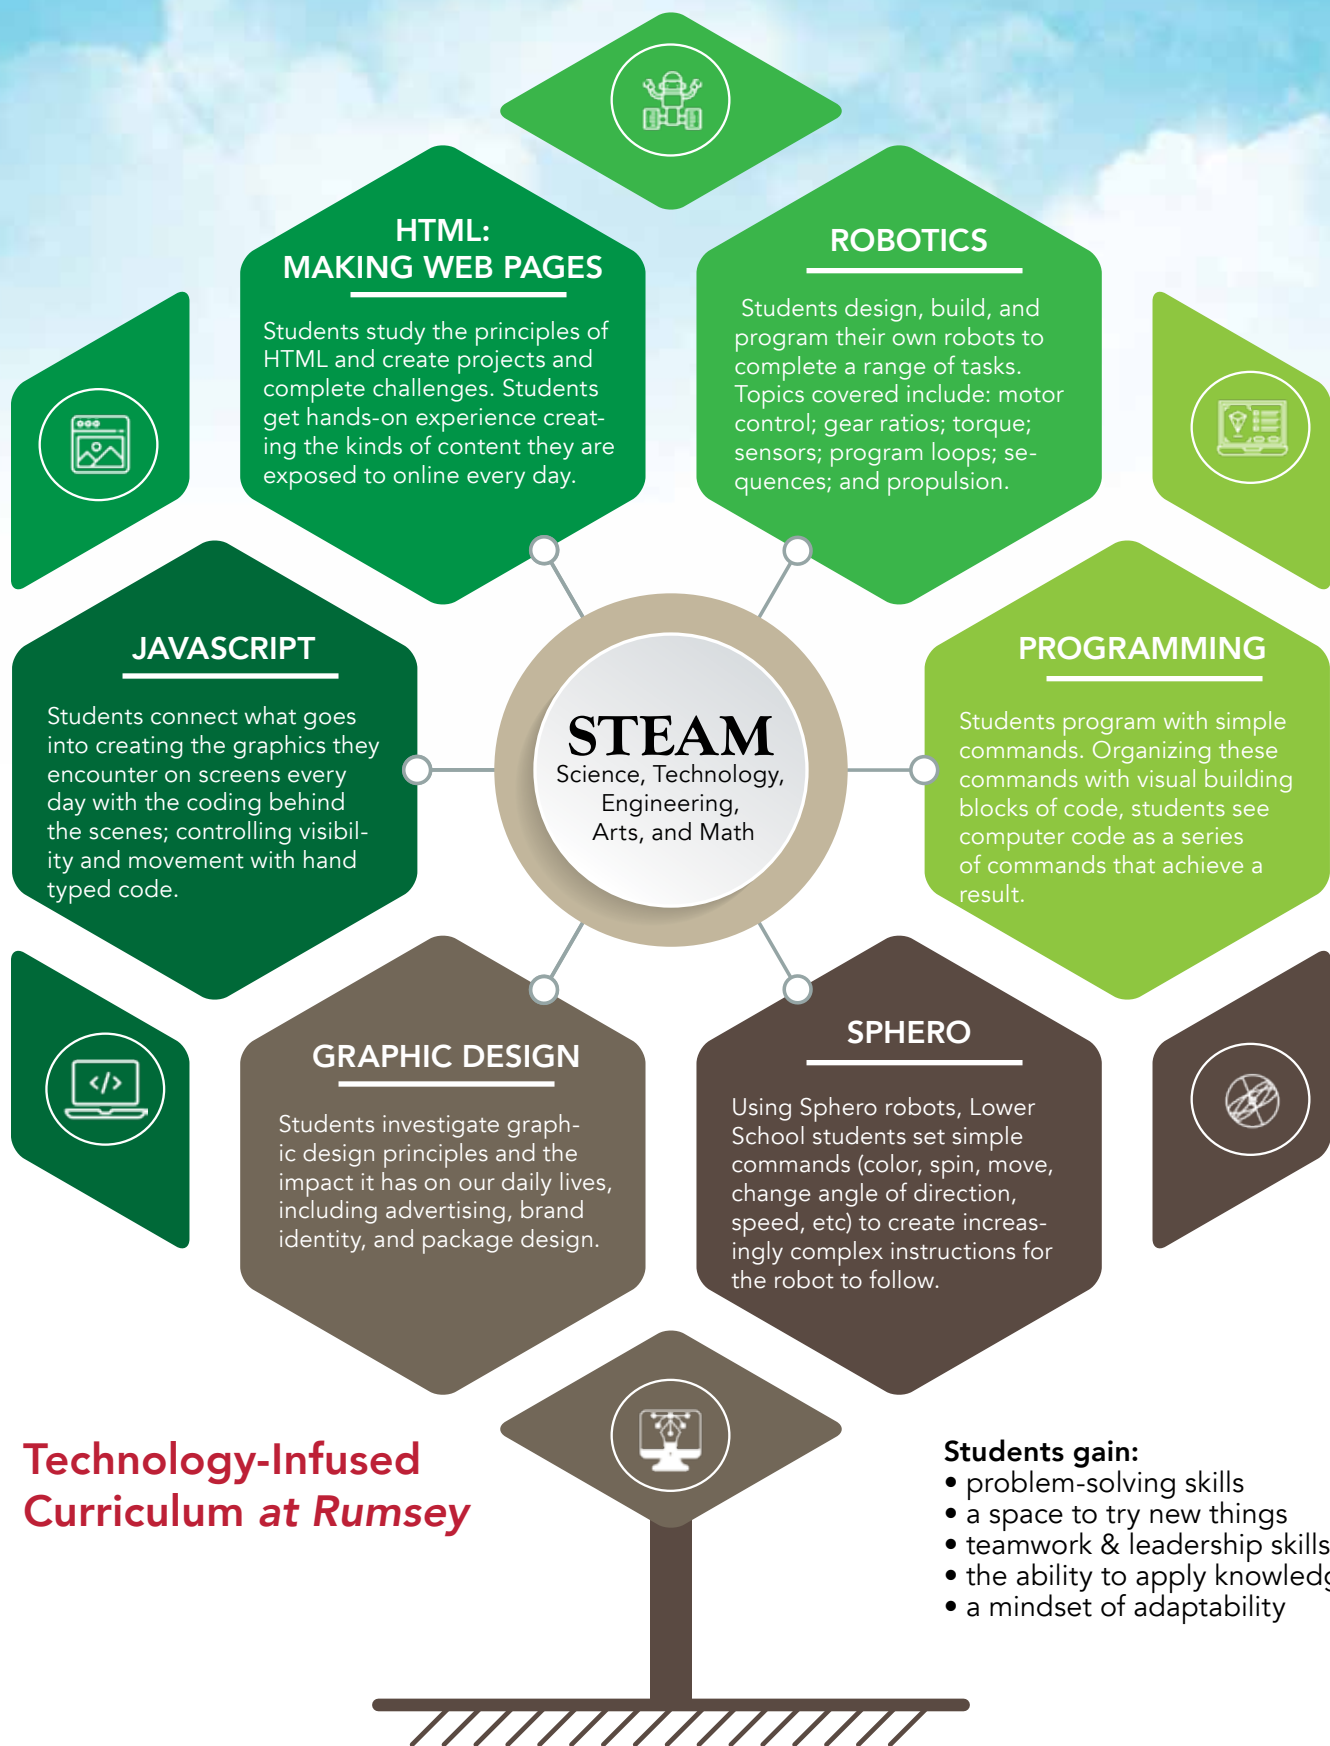 HTML:
MAKING WEB PAGES
Students study the principles of
HTML and create projects and
complete challenges. Students
get hands-on experience creat-
ing the kinds of content they are
exposed to online every day.
ROBOTICS
Students design, build, and
program their own robots to
complete a range of tasks.
Topics covered include: motor
control; gear ratios; torque;
sensors; program loops; se-
quences; and propulsion.
JAVASCRIPT
Students connect what goes
into creating the graphics they
encounter on screens every
day with the coding behind
the scenes; controlling visibil-
ity and movement with hand
typed code.
STEAM
Science, Technology,
Engineering,
Arts, and Math
PROGRAMMING
Students program with simple
commands. Organizing these
commands with visual building
blocks of code, students see
computer code as a series
of commands that achieve a
result.
</>
GRAPHIC DESIGN
Students investigate graph-
ic design principles and the
impact it has on our daily lives,
including advertising, brand
identity, and package design.
SPHERO
Using Sphero robots, Lower
School students set simple
commands (color, spin, move,
change angle of direction,
speed, etc) to create increas-
ingly complex instructions for
the robot to follow.
Technology-Infused
Curriculum at Rumsey
Students gain:
• problem-solving skills
• a space to try new things
• teamwork & leadership skills
• the ability to apply
• a mindset of adaptability